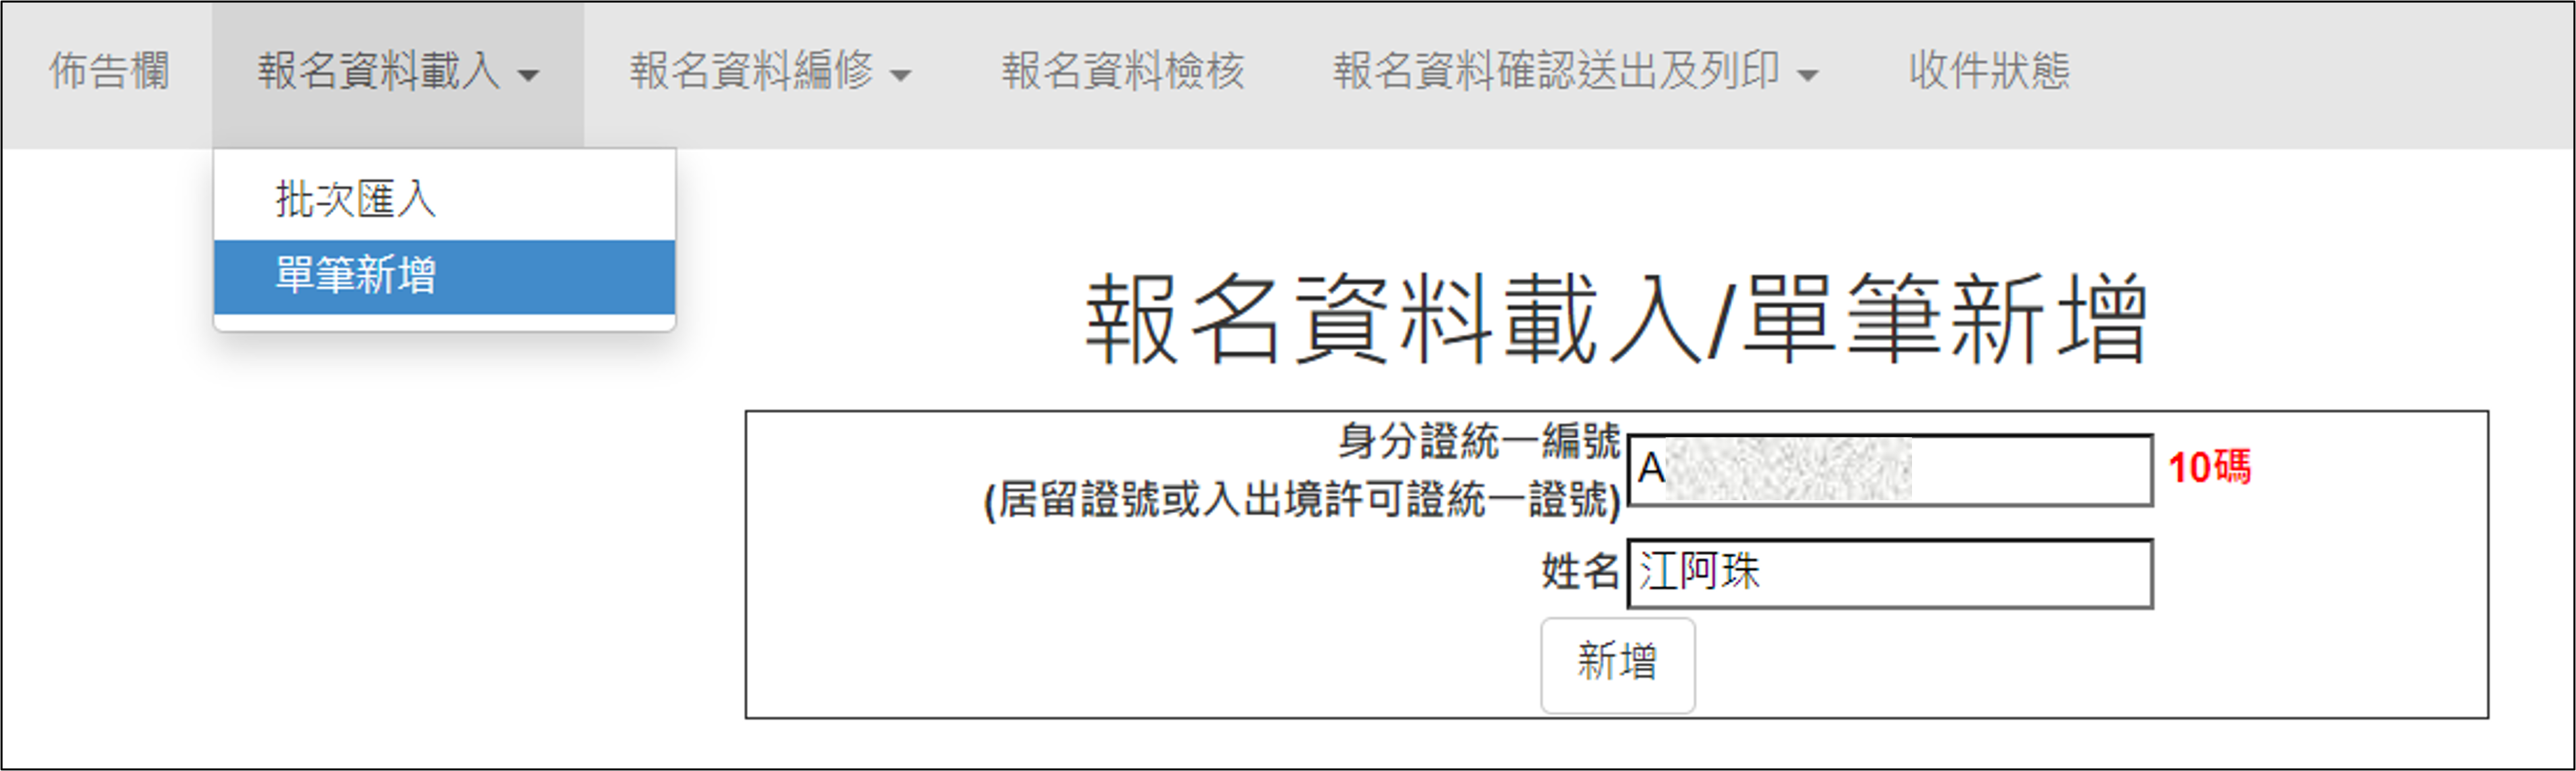 佈告欄 報名資料載入 報名資料編修 報名資料檢核 報名資料確認送出及列印 收件狀態
批次匯入
單筆新增
報名資料載入/單筆新增
身分證統一編號
(居留證號或入出境許可證統一證號)
A
10碼
姓名 江阿珠
新增